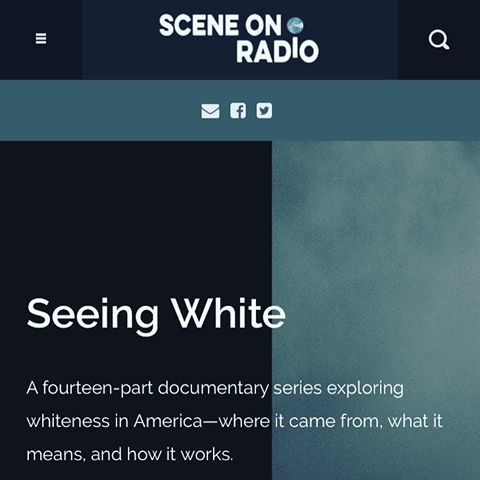 SCENE ON
RADIO
Seeing White
A fourteen-part documentary series exploring
whiteness in America—where it came from, what it
means, and how it works.